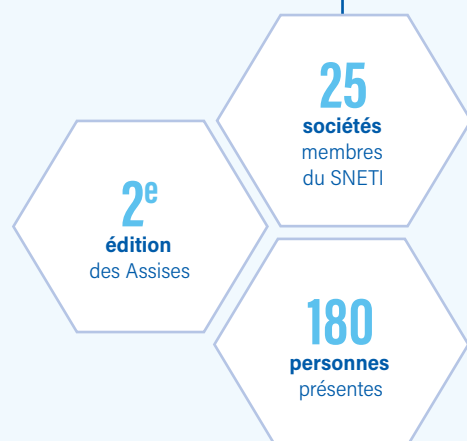 25
sociétés
membres
du SNETI
2e
édition
des Assises
180
personnes
présentes